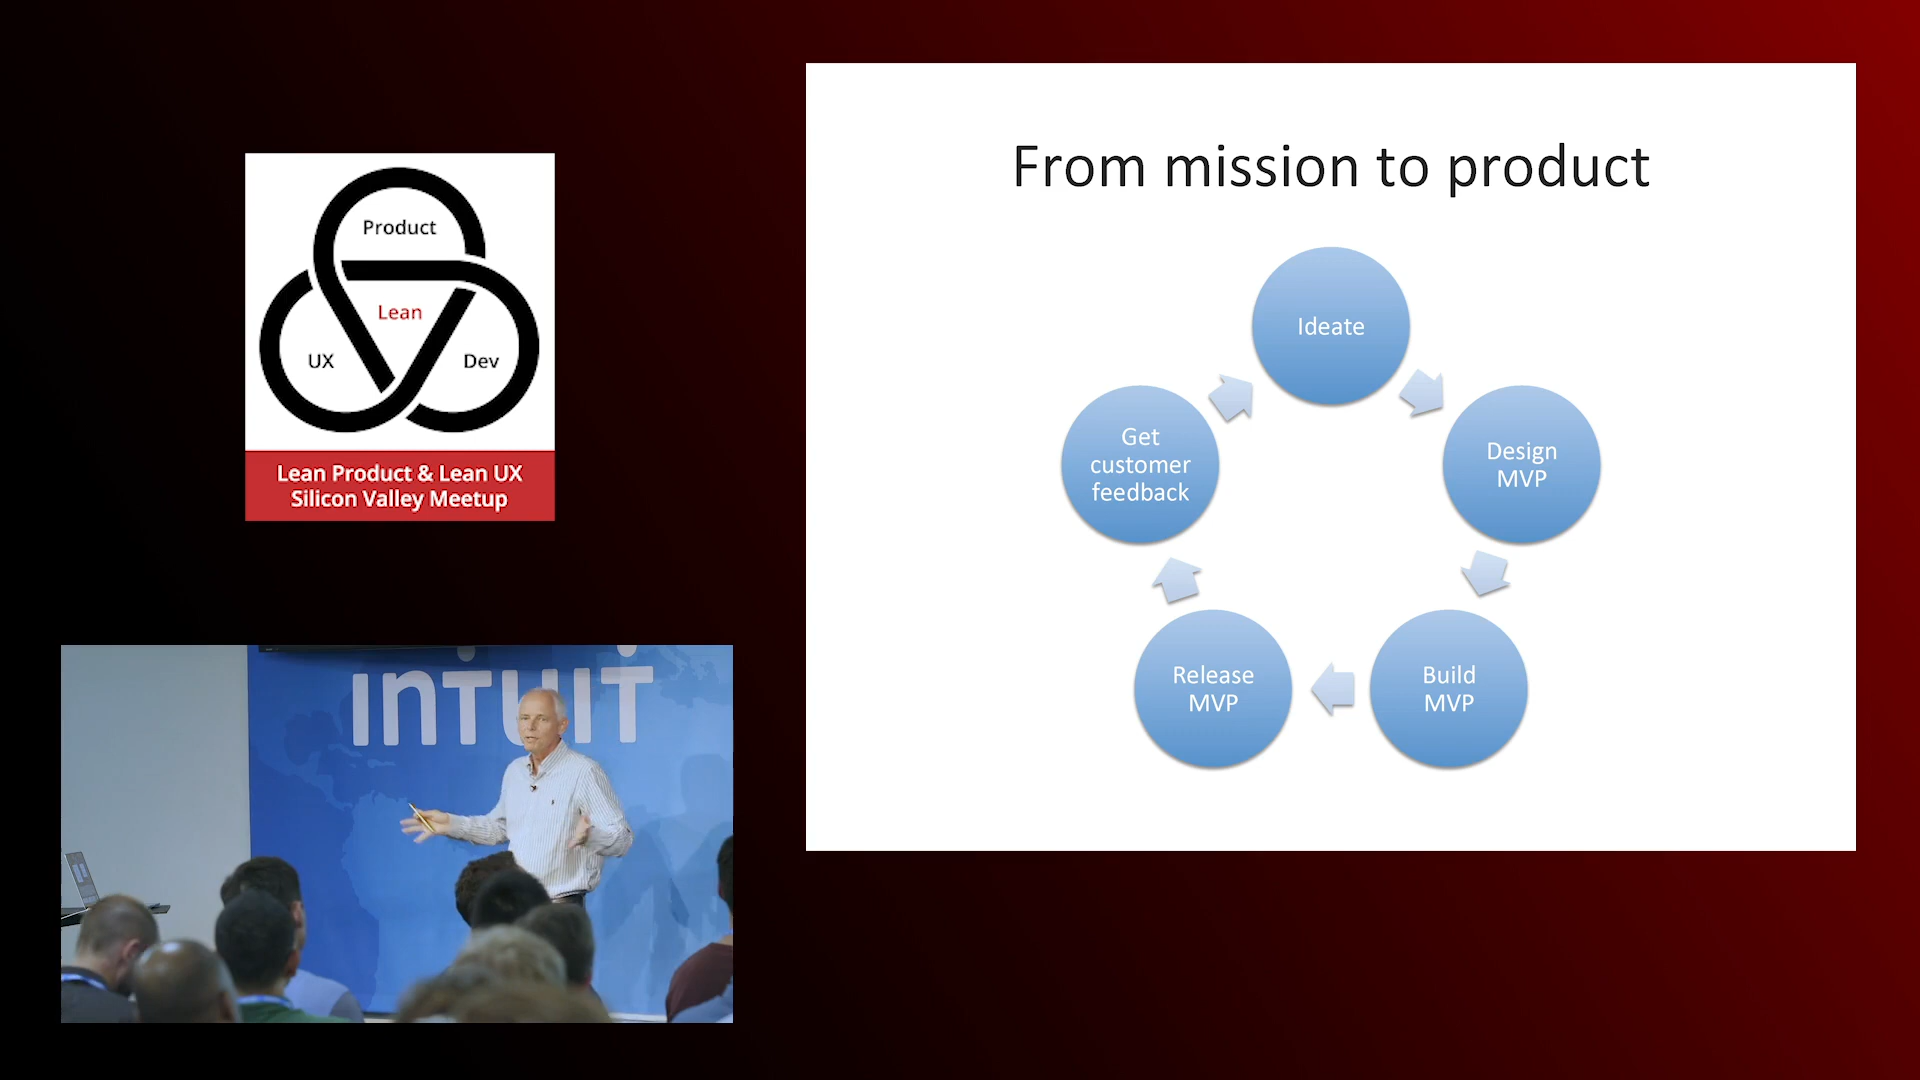 Product
Lean
UX
Dev
Lean Product & Lean UX
Silicon Valley Meetup
From mission to product
Ideate
Design
MVP
Build
MVP
Release
MVP
Get
customer
feedback
INTUIT